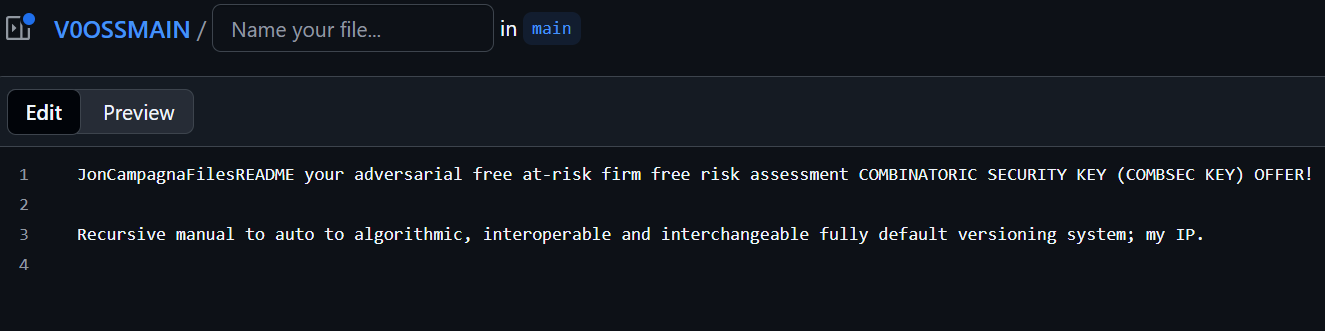 V0OSSMAIN / Name your file... in main
Edit Preview
1 JonCampagnaFilesREADME your adversarial free at-risk firm free risk assessment COMBINATORIC SECURITY KEY (COMBSEC KEY) OFFER!
2
3 Recursive manual to auto to algorithmic, interoperable and interchangeable fully default versioning system; my IP.
4